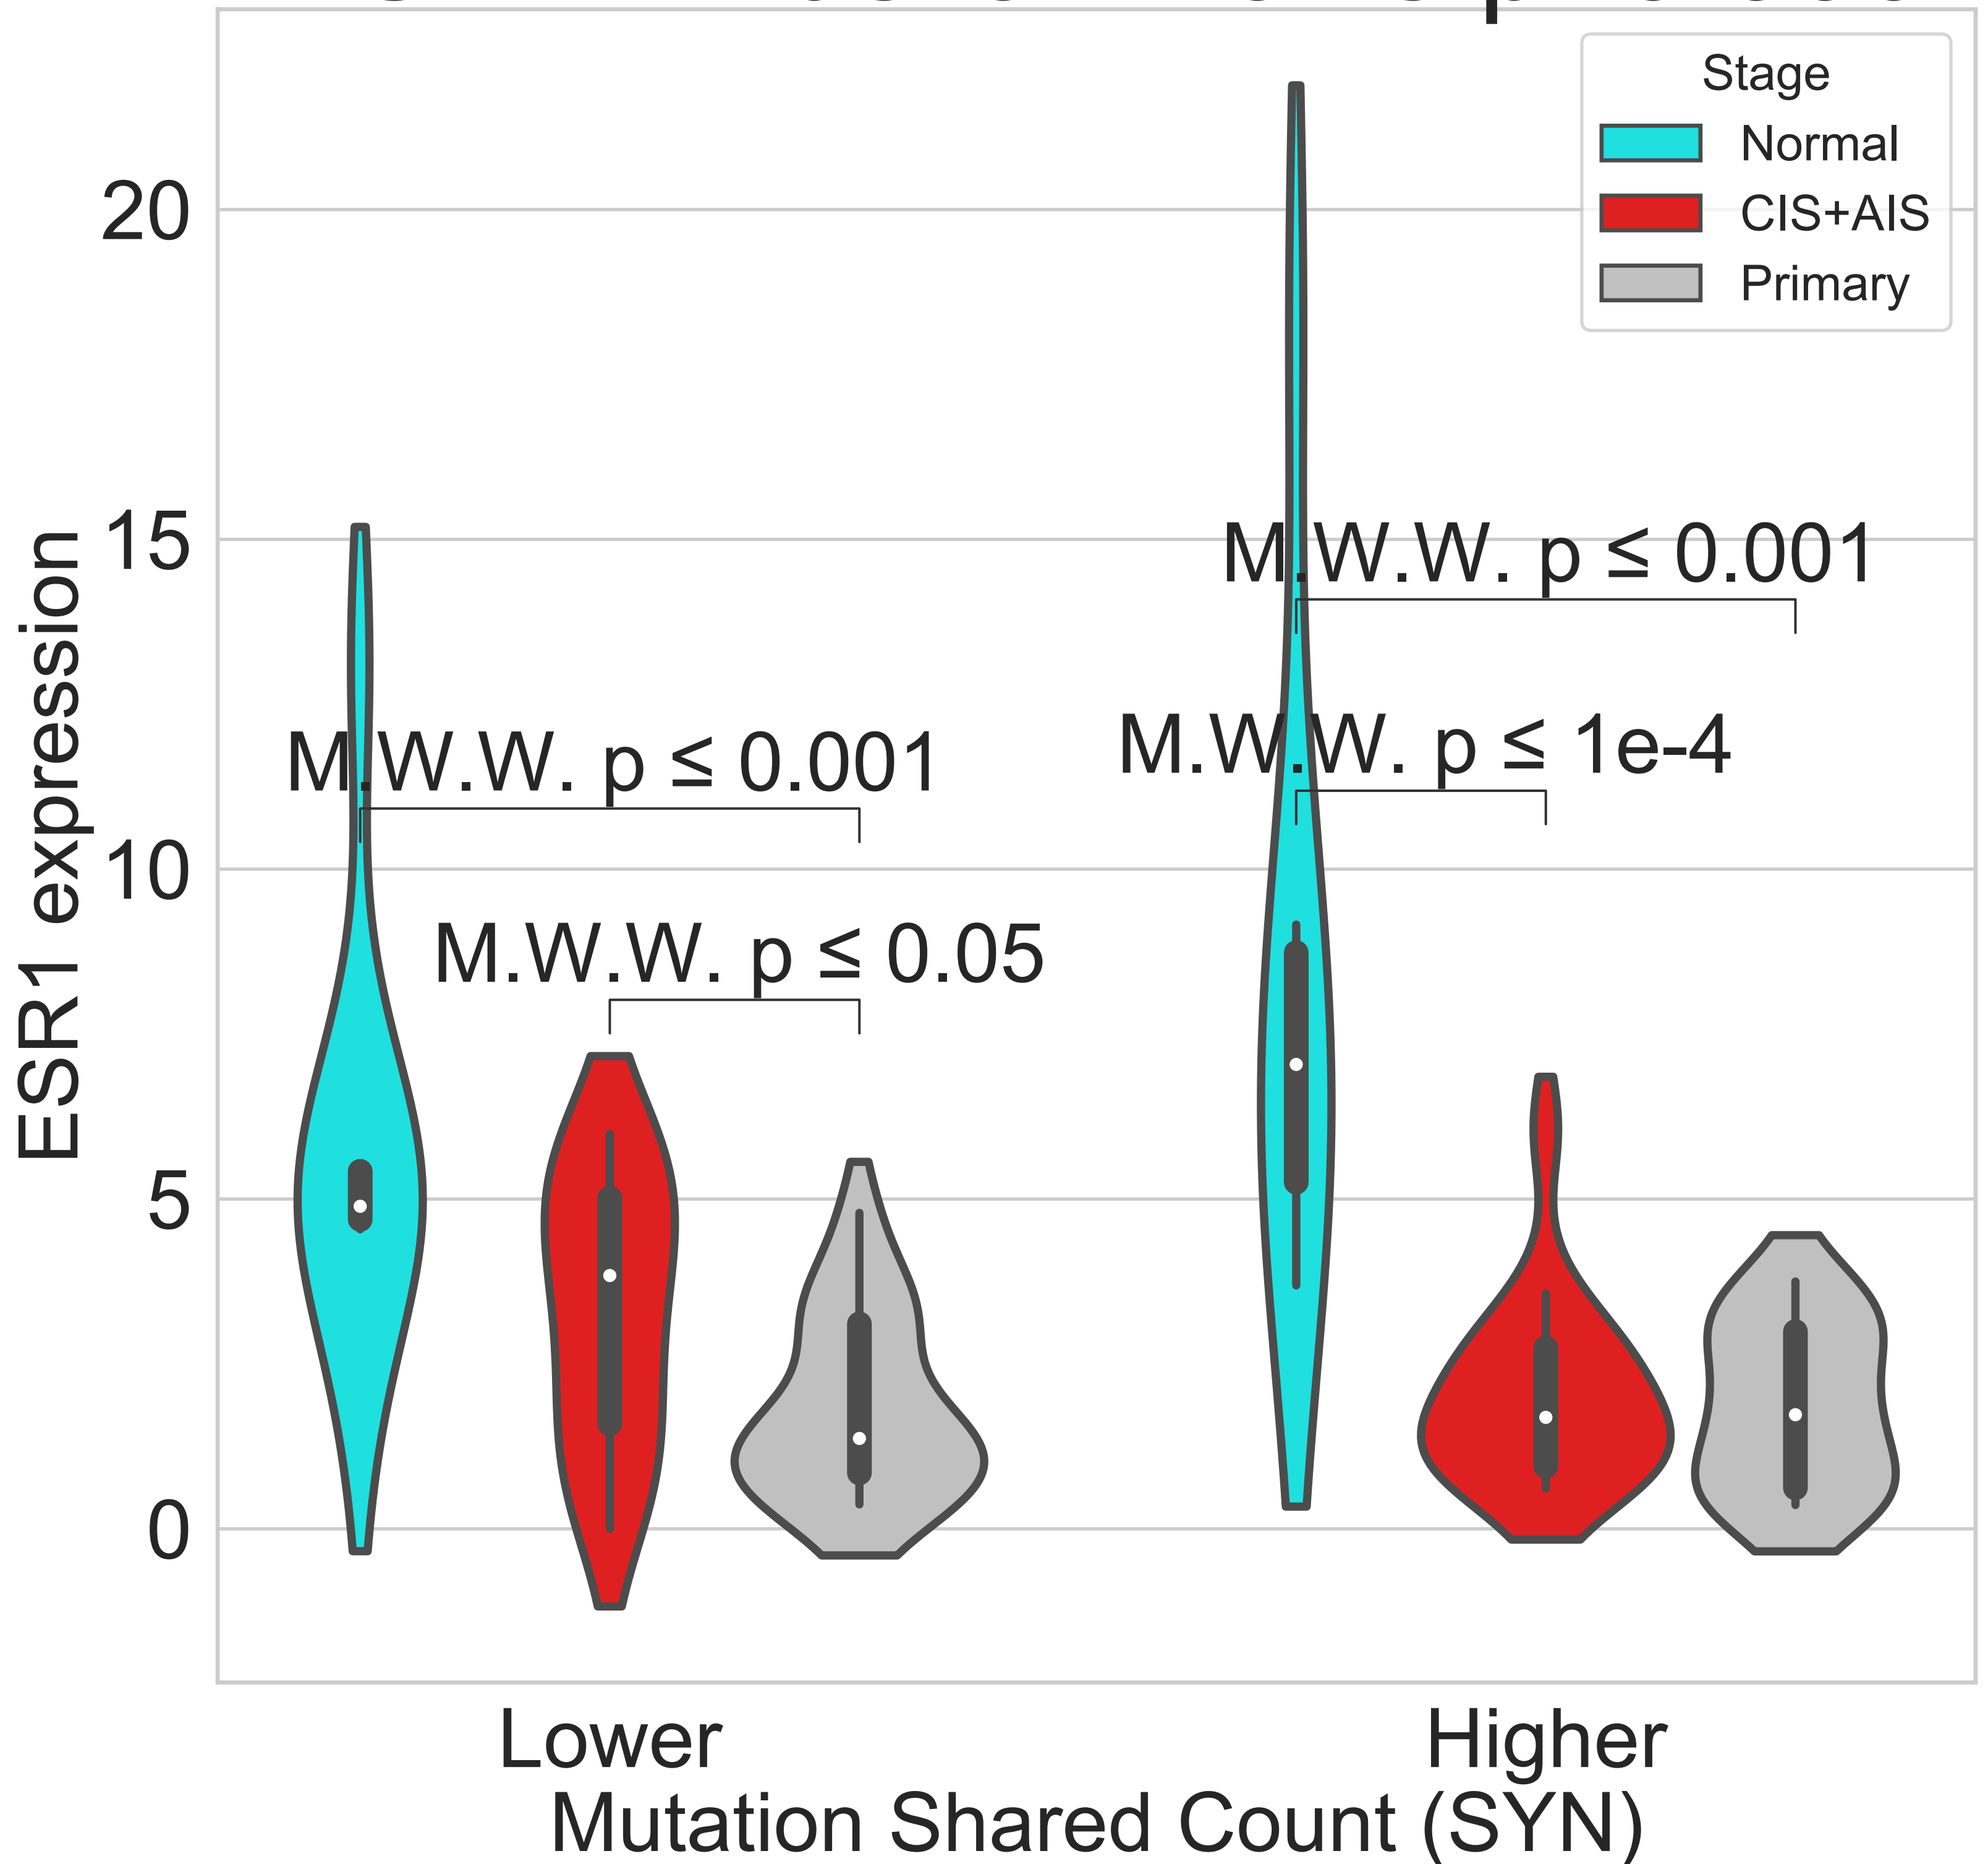 Stage
Normal
CIS+AIS
Primary
ESR1 expression
20
15
10
5
0
M.W.W. p ≤ 0.001
M.W.W. p ≤ 0.001
M.W.W. p ≤ 1e-4
M.W.W. p ≤ 0.05
Lower Higher
Mutation Shared Count (SYN)